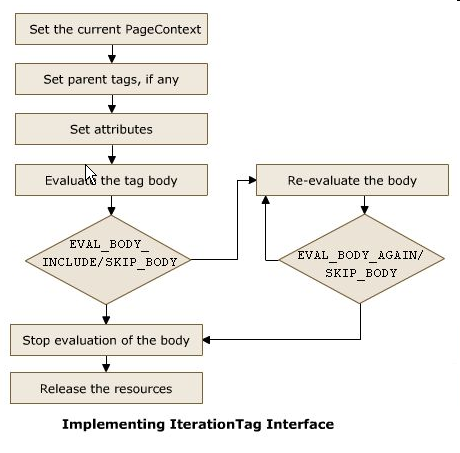 Set the current PageContext
Set parent tags, if any
Set attributes
Evaluate the tag body
Re-evaluate the body
EVAL_BODY_
INCLUDE/SKIP_BODY
EVAL_BODY_AGAIN/
SKIP_BODY
Stop evaluation of the body
Release the resources
Implementing IterationTag Interface